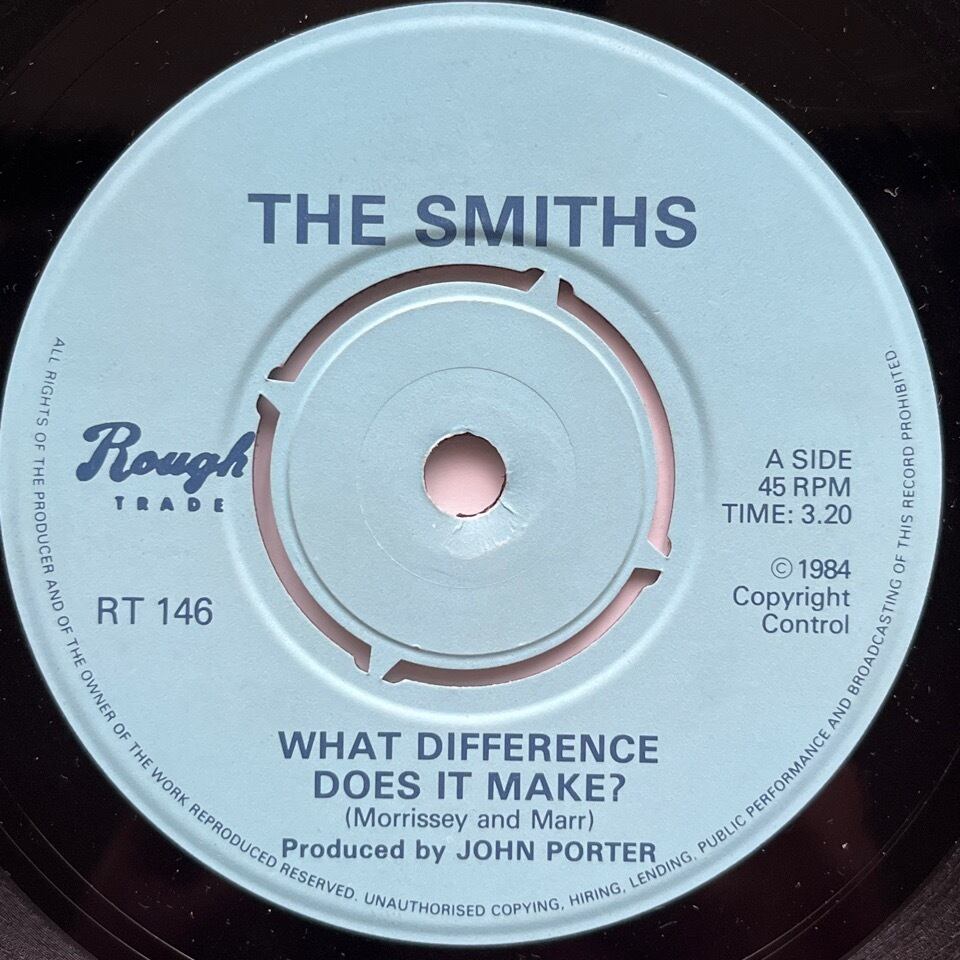 THE SMITHS
Rough
TRADE
RT 146
A SIDE
45 RPM
TIME: 3.20
© 1984
Copyright
Control
WHAT DIFFERENCE
DOES IT MAKE?
(Morrissey and Marr)
Produced by JOHN PORTER
ALL RIGHTS OF THE PRODUCER AND OF THE OWNER OF THE WORK REPRODUCED RESERVED. UNAUTHORISED COPYING, HIRING, LENDING, PUBLIC PERFORMANCE AND BROADCASTING OF THIS RECORD PROHIBITED.